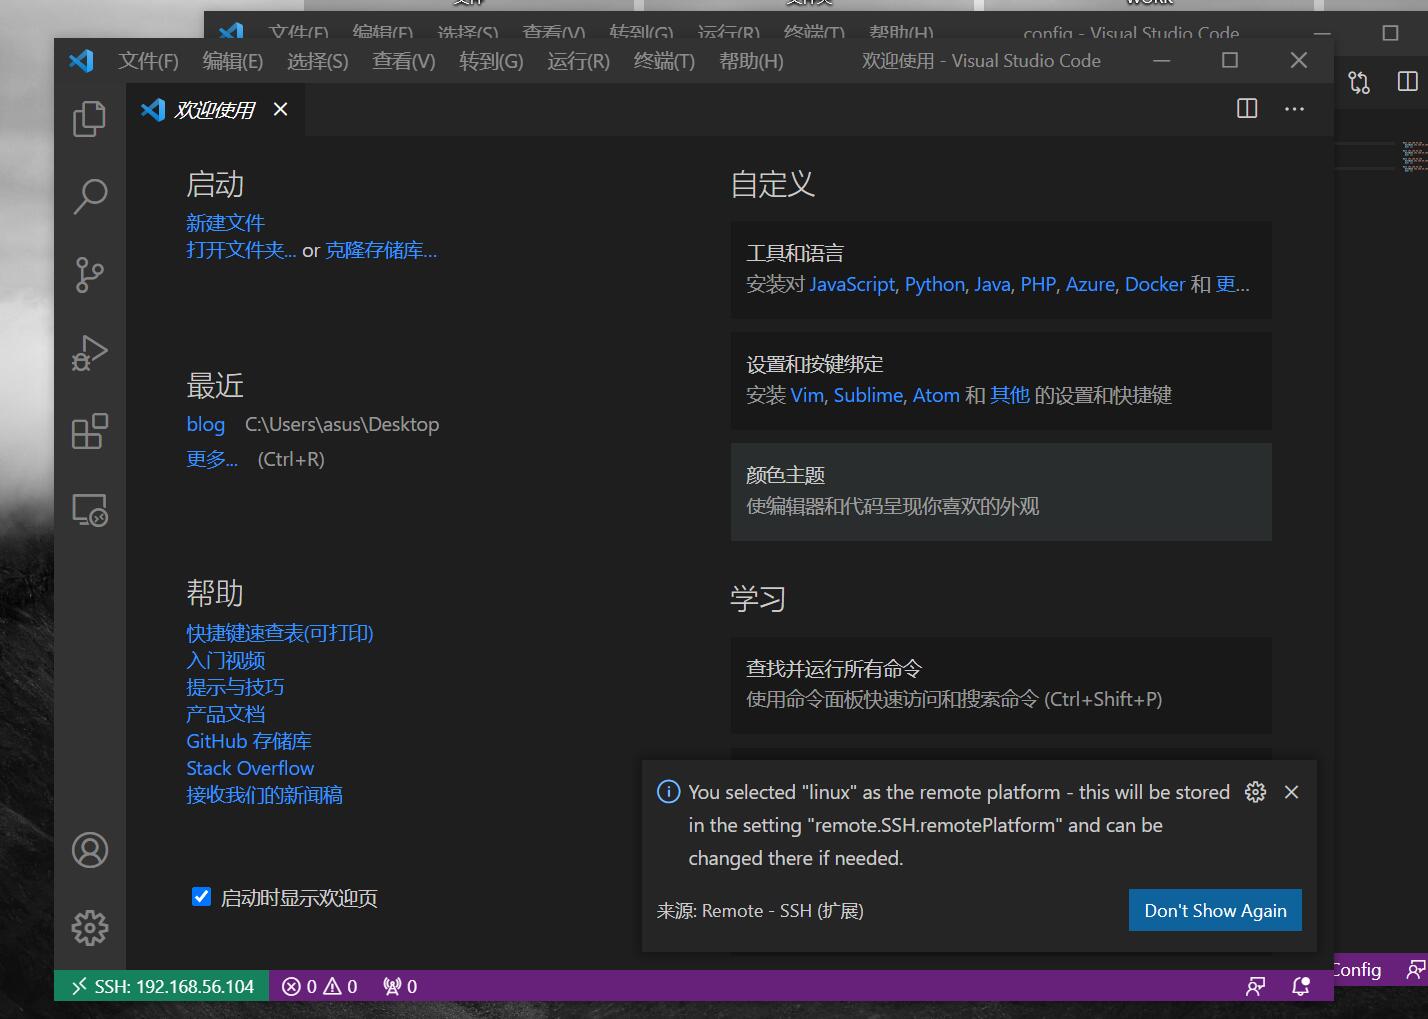 文件(F) 编辑(E) 选择(S) 查看(V) 转到(G) 运行(R) 终端(T) 帮助(H) config - Visual Studio Code
文件(F) 编辑(E) 选择(S) 查看(V) 转到(G) 运行(R) 终端(T) 帮助(H) 欢迎使用 - Visual Studio Code
欢迎使用
启动
新建文件
打开文件夹... or 克隆存储库...
最近
blog C:\Users\asus\Desktop
更多... (Ctrl+R)
帮助
快捷键速查表(可打印)
入门视频
提示与技巧
产品文档
GitHub 存储库
Stack Overflow
接收我们的新闻稿
启动时显示欢迎页
自定义
工具和语言
安装对 JavaScript, Python, Java, PHP, Azure, Docker 和 更...
设置和按键绑定
安装 Vim, Sublime, Atom 和 其他 的设置和快捷键
颜色主题
使编辑器和代码呈现你喜欢的外观
学习
查找并运行所有命令
使用命令面板快速访问和搜索命令 (Ctrl+Shift+P)
You selected "linux" as the remote platform - this will be stored
in the setting "remote.SSH.remotePlatform" and can be
changed there if needed.
来源: Remote - SSH (扩展)
Don't Show Again
SSH: 192.168.56.104 0 0 0
Config